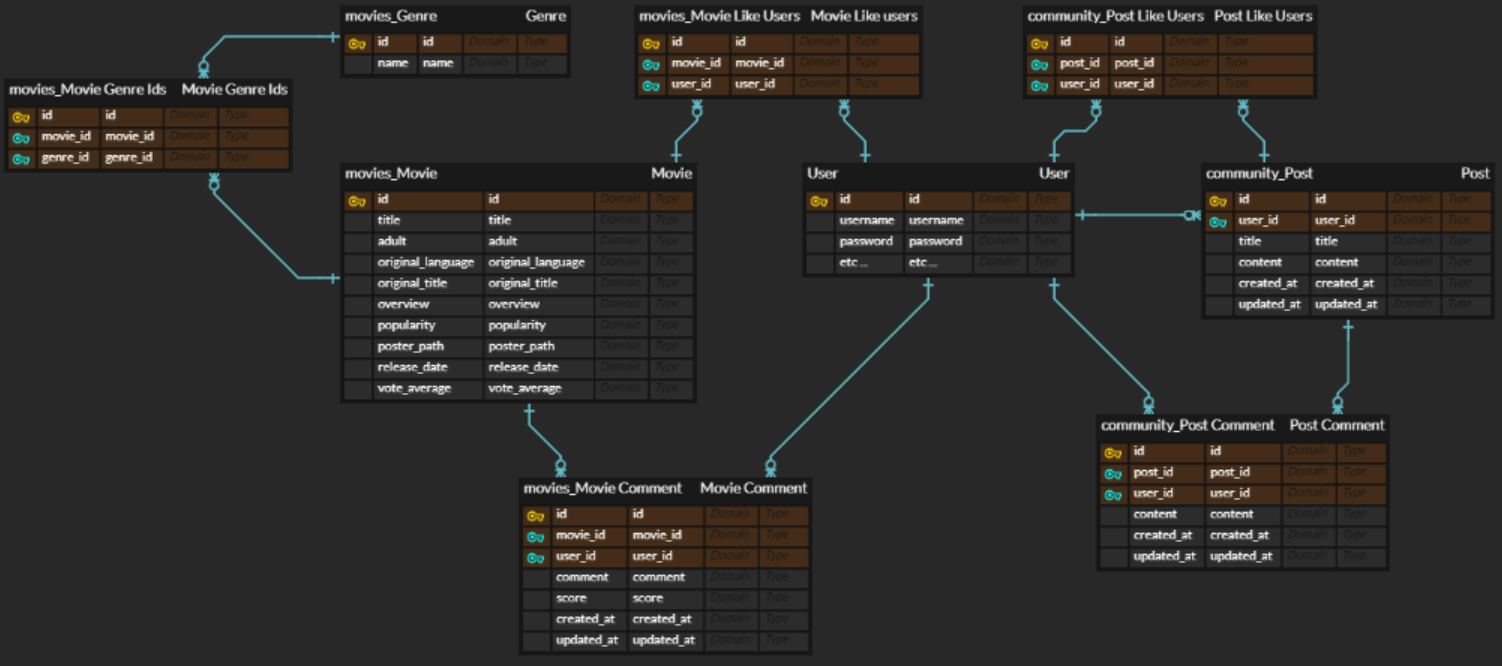 movies_Genre Genre
id id Domain Type
name name Domain Type
movies_Movie Like Users Movie Like users
id id Domain Type
movie_id movie_id Domain Type
user_id user_id Domain Type
community_Post Like Users Post Like Users
id id Domain Type
post_id post_id Domain Type
user_id user_id Domain Type
movies_Movie Genre Ids Movie Genre Ids
id id Domain Type
movie_id movie_id Domain Type
genre_id genre_id Domain Type
movies_Movie Movie
id id Domain Type
title title Domain Type
adult adult Domain Type
original_language original_language Domain Type
original_title original_title Domain Type
overview overview Domain Type
popularity popularity Domain Type
poster_path poster_path Domain Type
release_date release_date Domain Type
vote_average vote_average Domain Type
User User
id id Domain Type
username username Domain Type
password password Domain Type
etc ... etc ... Domain Type
community_Post Post
id id Domain Type
user_id user_id Domain Type
title title Domain Type
content content Domain Type
created_at created_at Domain Type
updated_at updated_at Domain Type
movies_Movie Comment Movie Comment
id id Domain Type
movie_id movie_id Domain Type
user_id user_id Domain Type
comment comment Domain Type
score score Domain Type
created_at created_at Domain Type
updated_at updated_at Domain Type
community_Post Comment Post Comment
id id Domain Type
post_id post_id Domain Type
user_id user_id Domain Type
content content Domain Type
created_at created_at Domain Type
updated_at updated_at Domain Type